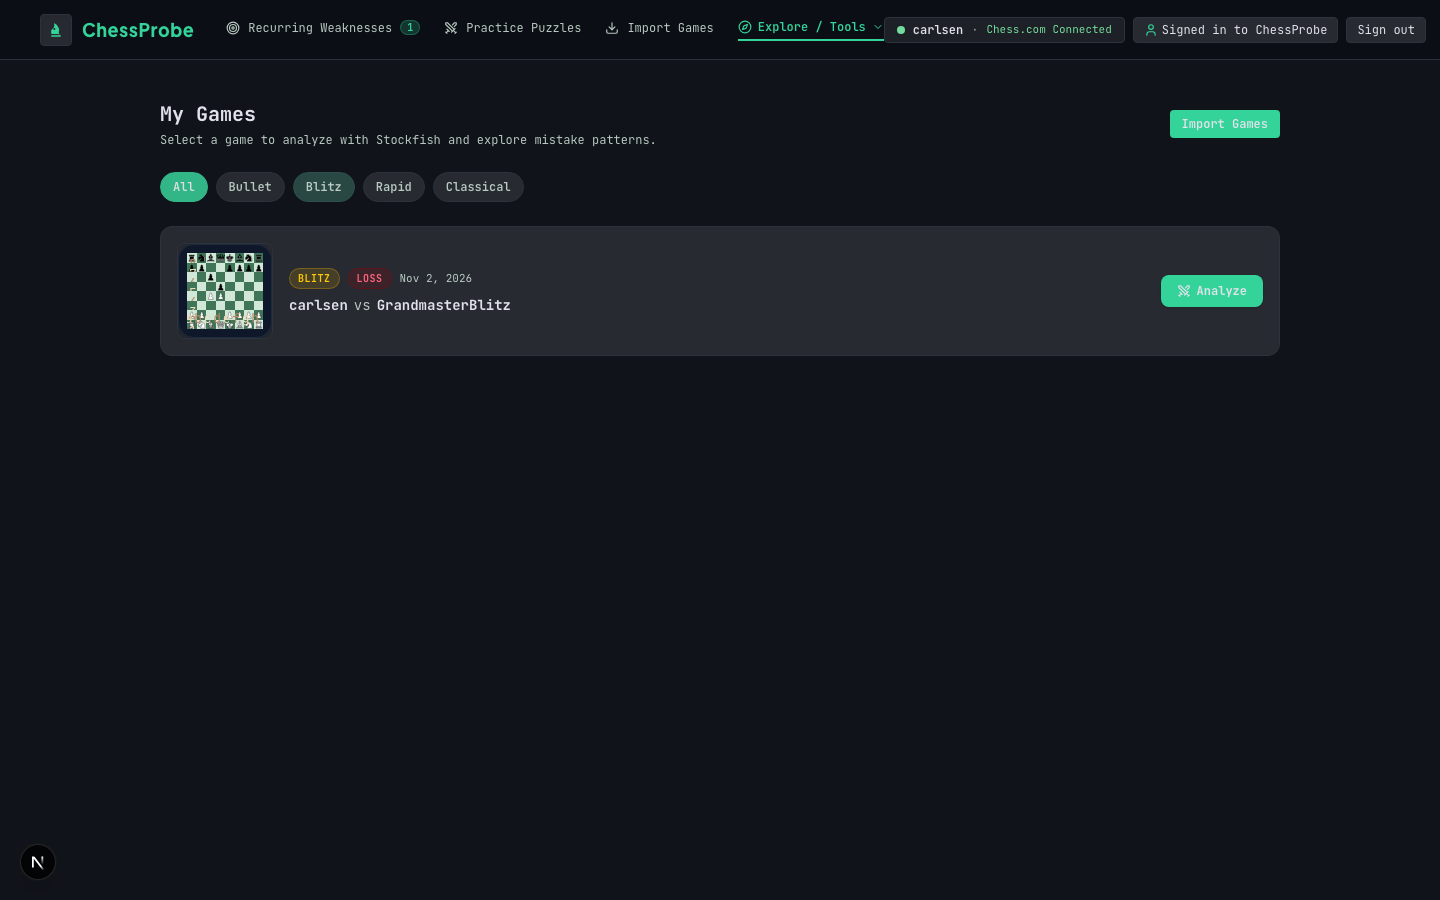 ChessProbe
Recurring Weaknesses 1
Practice Puzzles
Import Games
Explore / Tools
carlsen · Chess.com Connected
Signed in to ChessProbe
Sign out
My Games
Import Games
Select a game to analyze with Stockfish and explore mistake patterns.
All
Bullet
Blitz
Rapid
Classical
BLITZ LOSS Nov 2, 2026
carlsen vs GrandmasterBlitz
Analyze
N